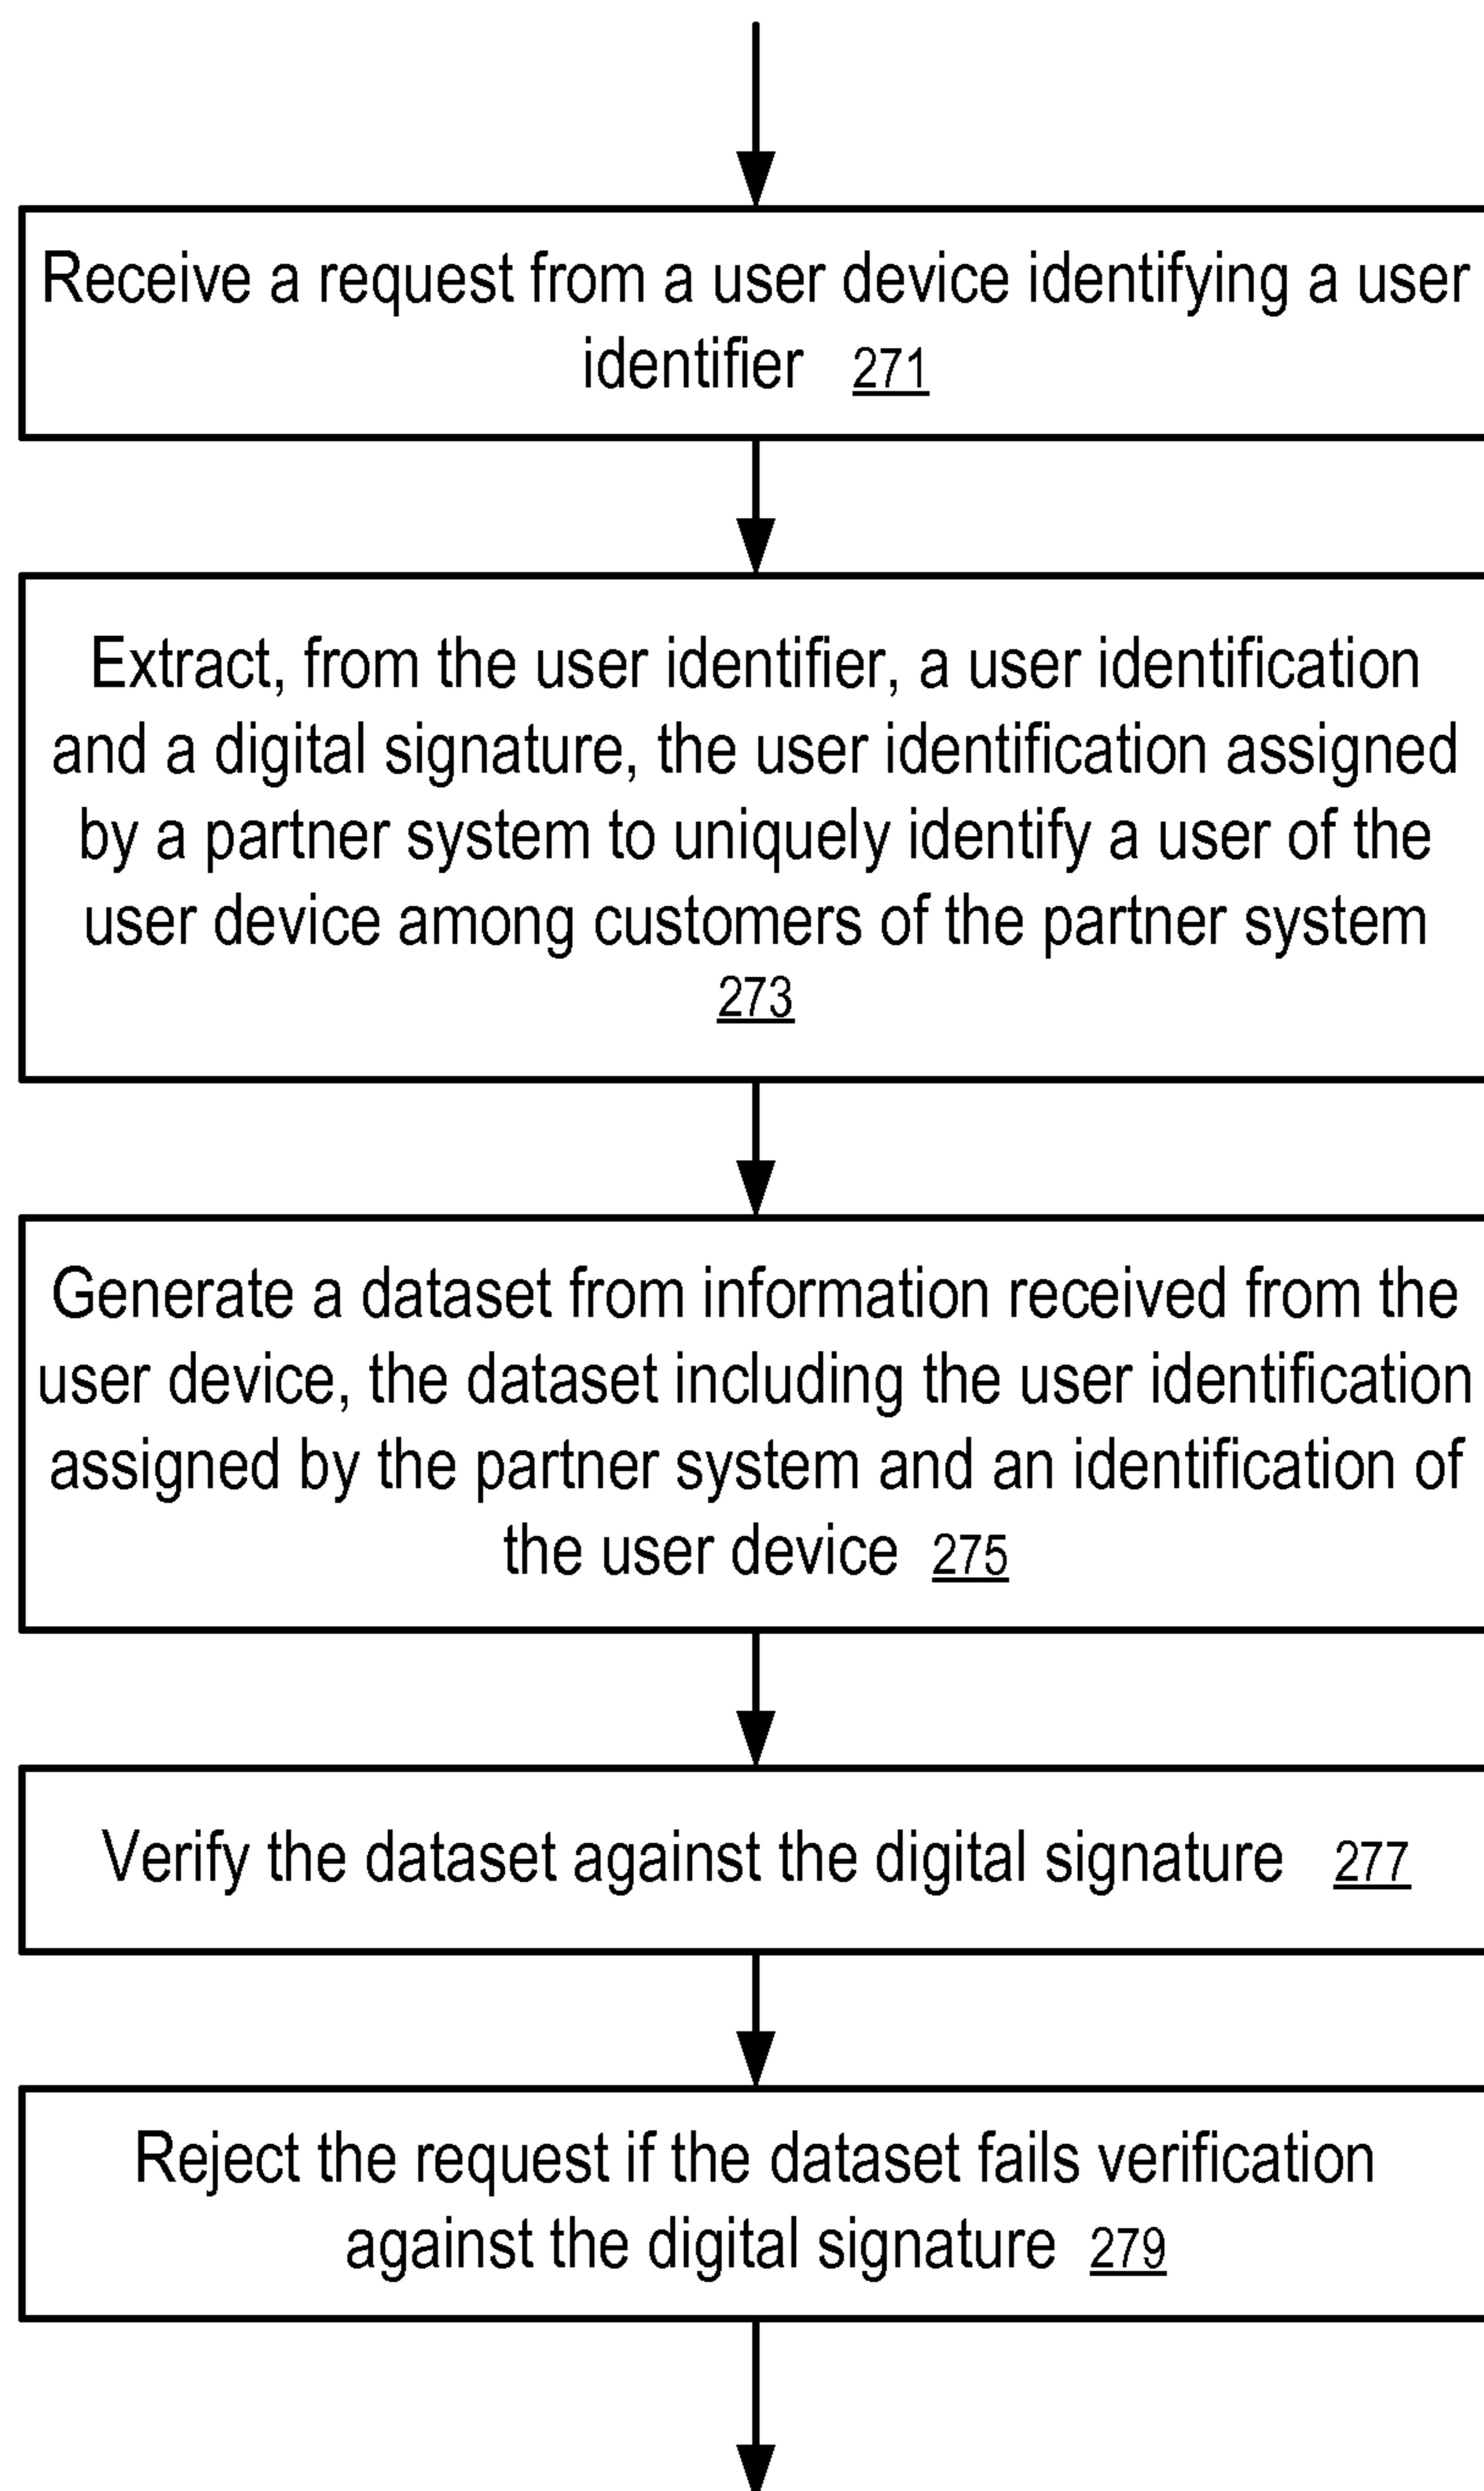 Receive a request from a user device identifying a user
identifier 271
Extract, from the user identifier, a user identification
and a digital signature, the user identification assigned
by a partner system to uniquely identify a user of the
user device among customers of the partner system
273
Generate a dataset from information received from the
user device, the dataset including the user identification
assigned by the partner system and an identification of
the user device 275
Verify the dataset against the digital signature 277
Reject the request if the dataset fails verification
against the digital signature 279